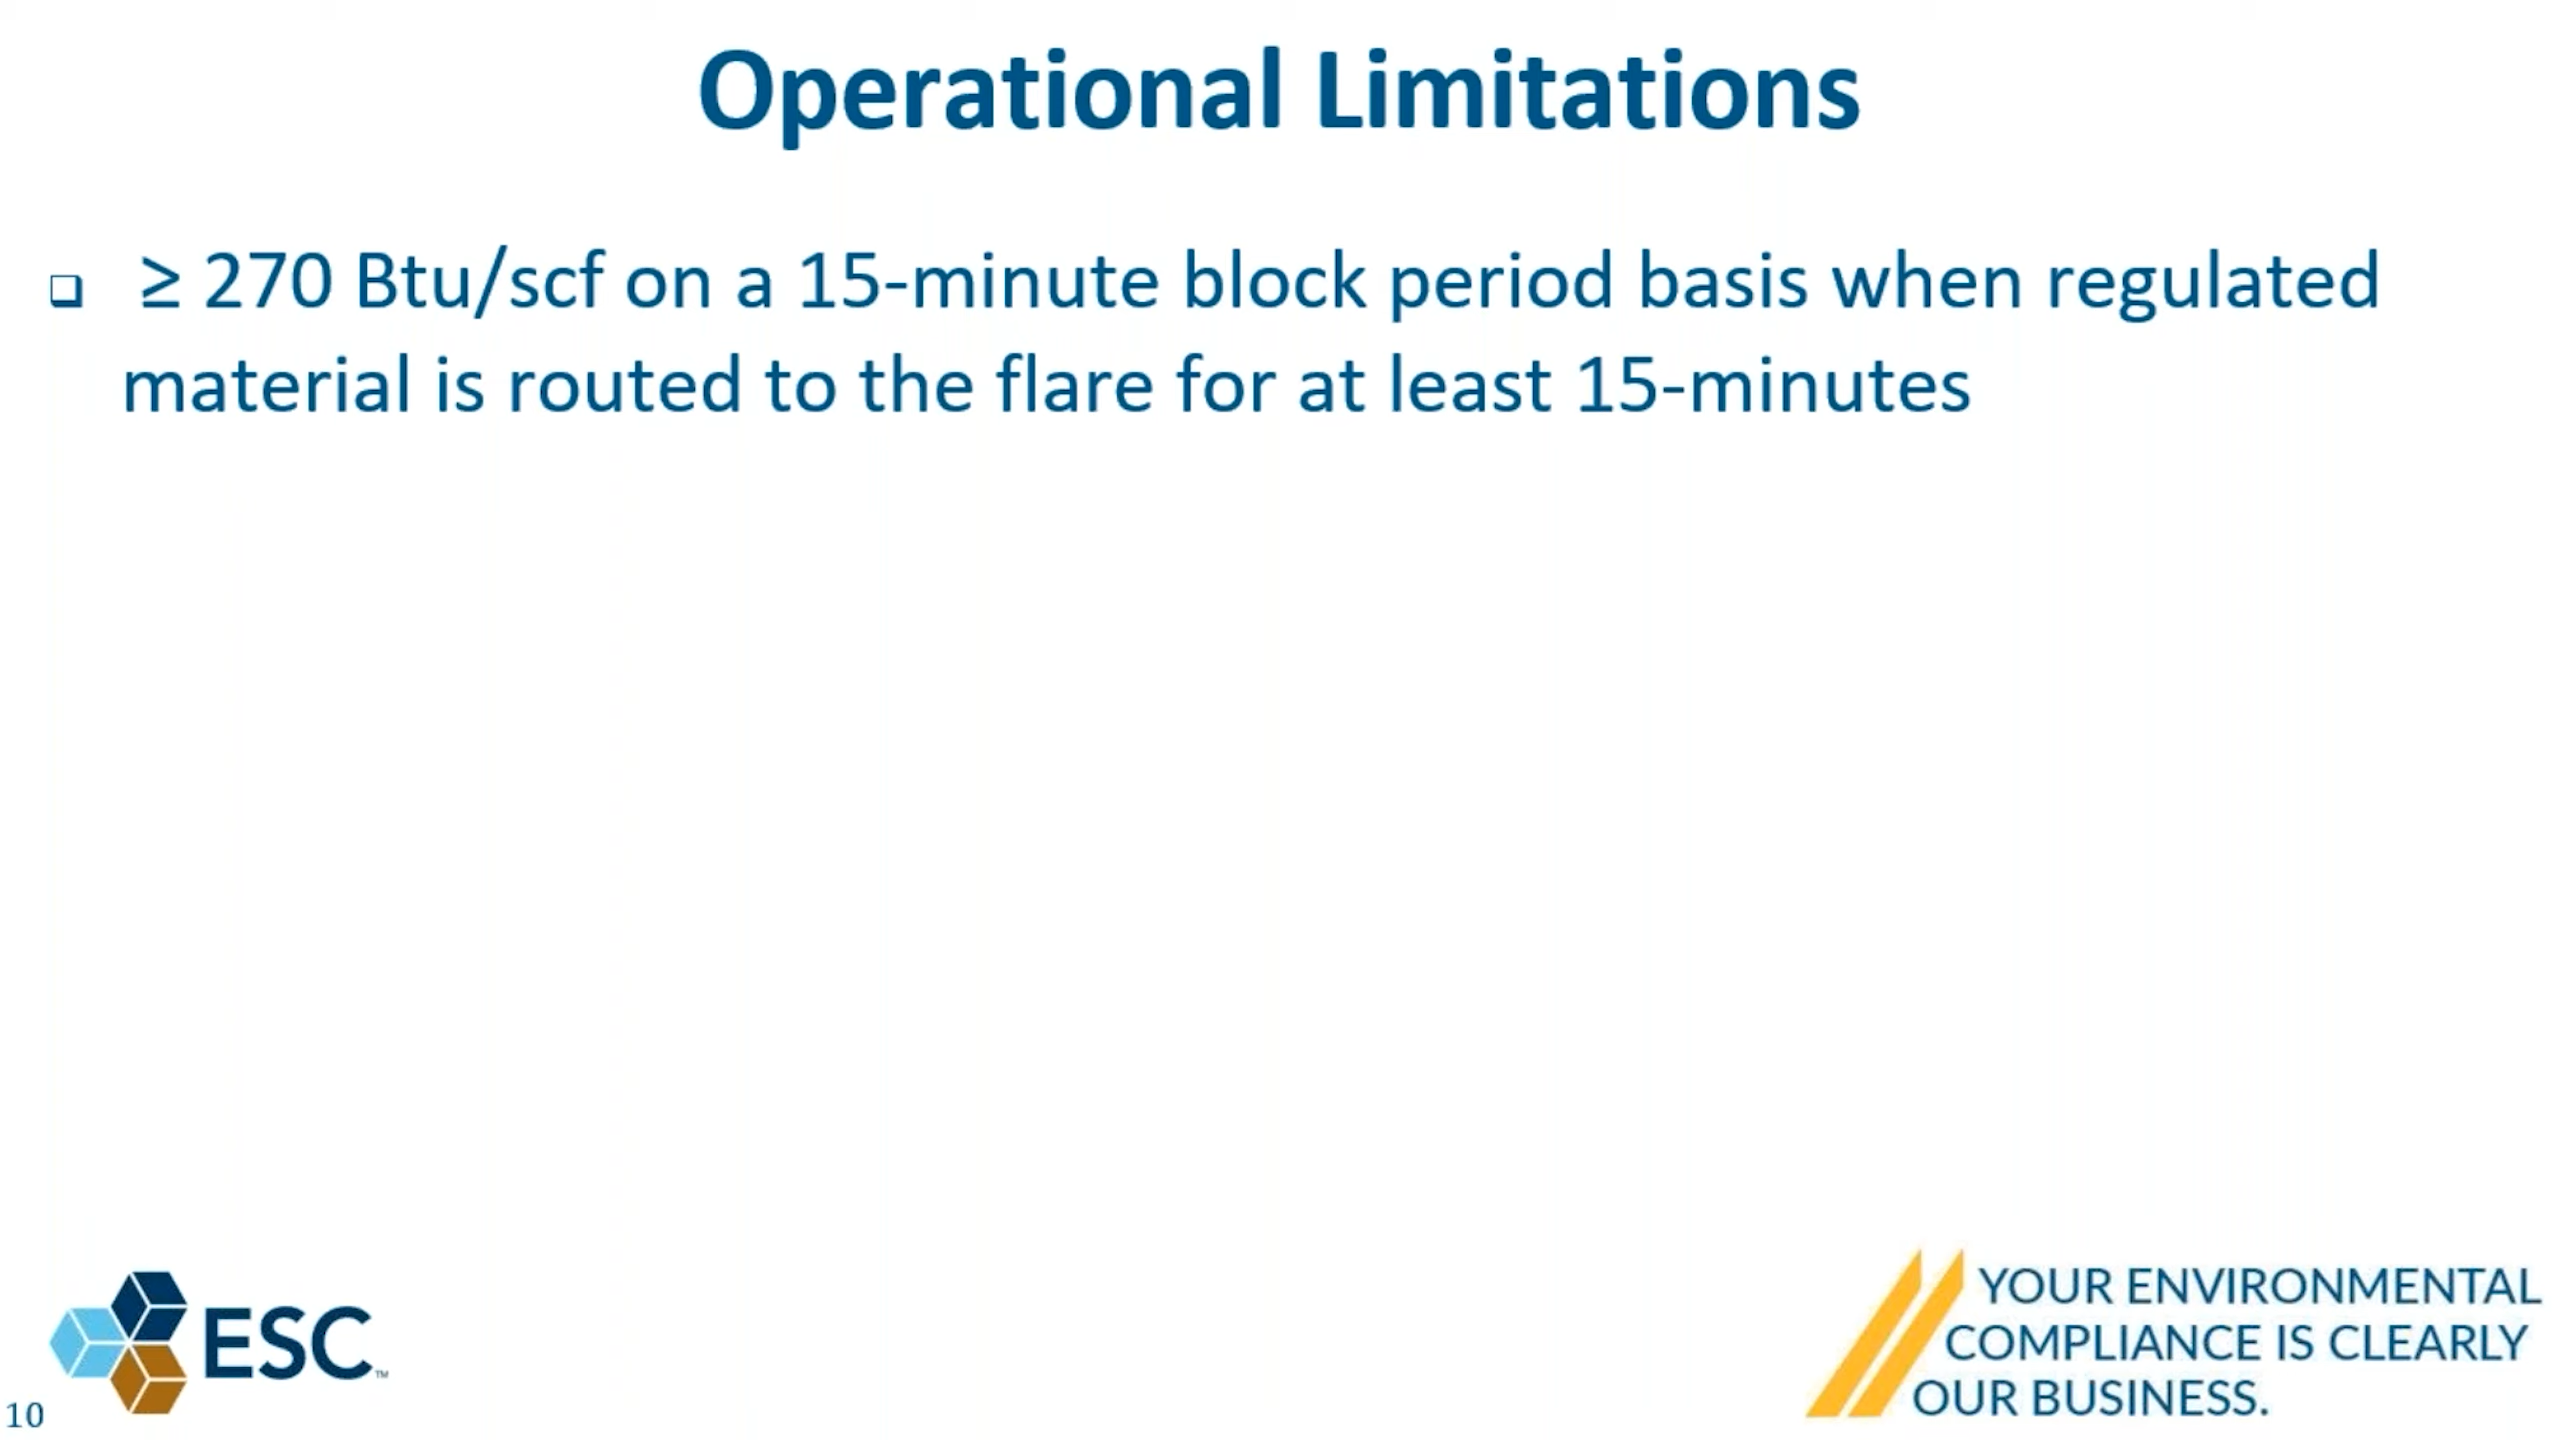 Operational Limitations
❑ ≥ 270 Btu/scf on a 15-minute block period basis when regulated
material is routed to the flare for at least 15-minutes
ESC™
10
YOUR ENVIRONMENTAL
COMPLIANCE IS CLEARLY
OUR BUSINESS.